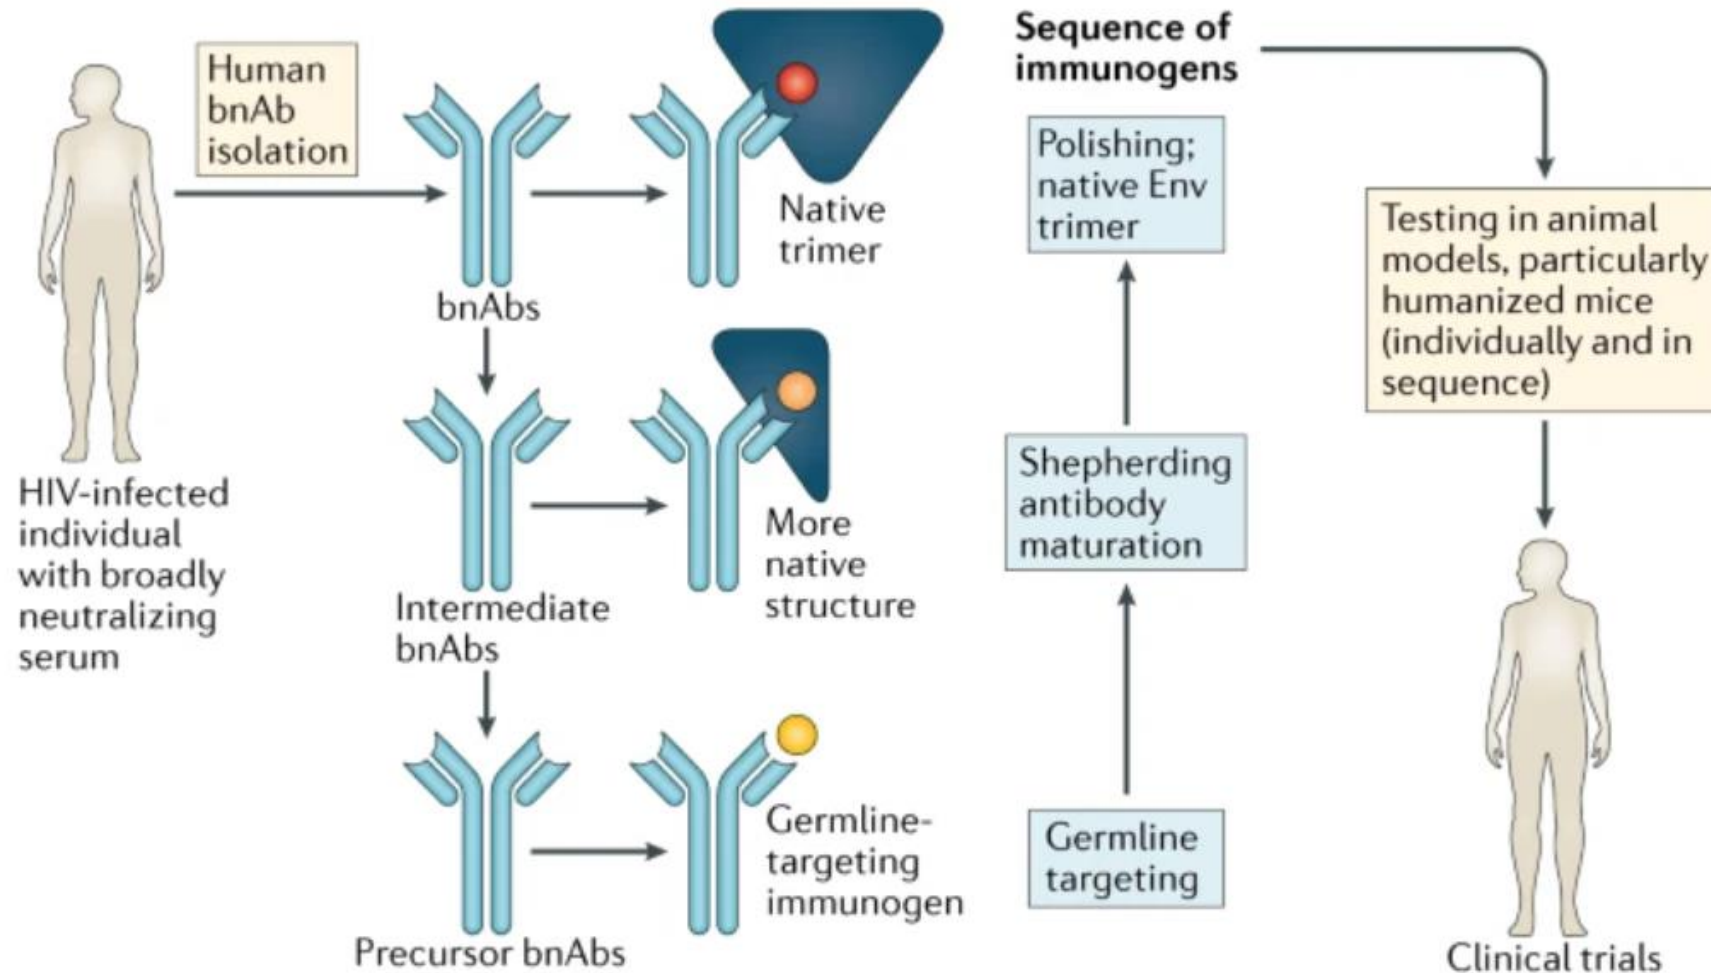 Human
bnAb
isolation
HIV-infected
individual
with broadly
neutralizing
serum
bnAbs
Native
trimer
Intermediate
bnAbs
More
native
structure
Precursor bnAbs
Germline-
targeting
immunogen
Sequence of
immunogens
Polishing;
native Env
trimer
Shepherding
antibody
maturation
Germline
targeting
Testing in animal
models, particularly
humanized mice
(individually and in
sequence)
Clinical trials